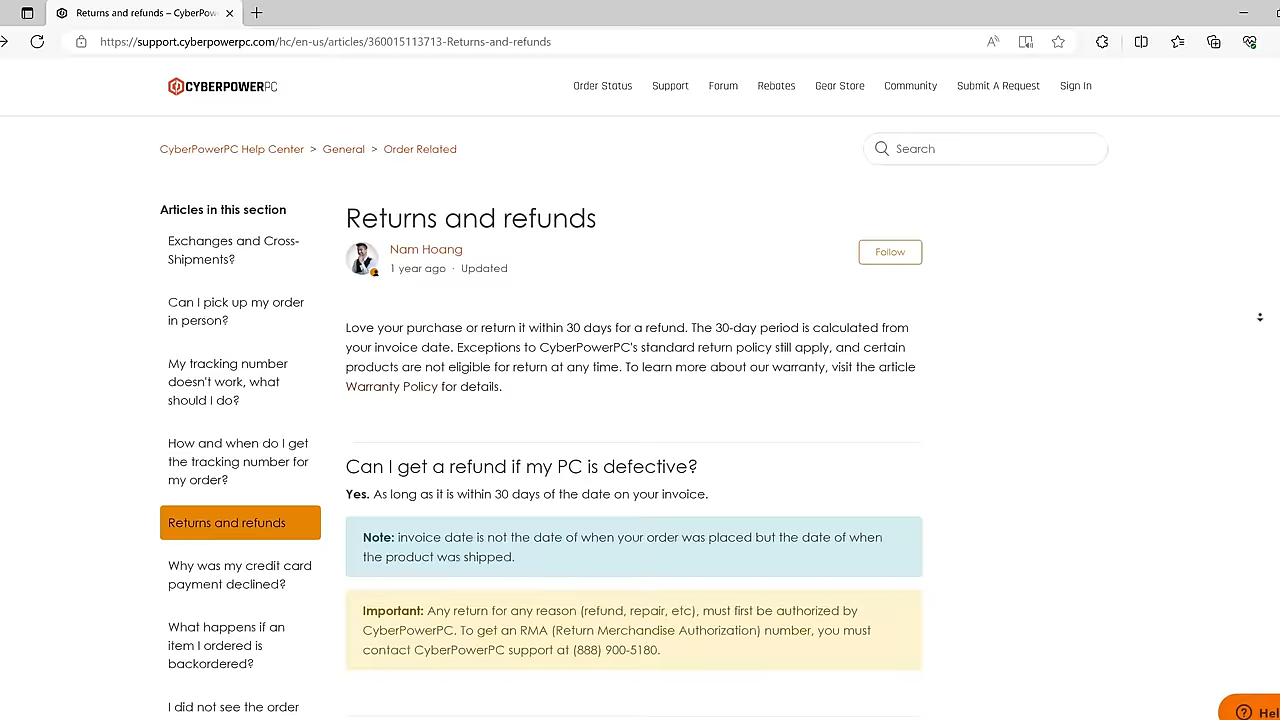 Returns and refunds – CyberPow
https://support.cyberpowerpc.com/hc/en-us/articles/360015113713-Returns-and-refunds
CYBERPOWERPC
Order Status Support Forum Rebates Gear Store Community Submit A Request Sign In
CyberPowerPC Help Center > General > Order Related
Search
Articles in this section
Exchanges and Cross-
Shipments?
Can I pick up my order
in person?
My tracking number
doesn't work, what
should I do?
How and when do I get
the tracking number for
my order?
Returns and refunds
Why was my credit card
payment declined?
What happens if an
item I ordered is
backordered?
I did not see the order
Returns and refunds
Nam Hoang
1 year ago · Updated
Follow
Love your purchase or return it within 30 days for a refund. The 30-day period is calculated from
your invoice date. Exceptions to CyberPowerPC's standard return policy still apply, and certain
products are not eligible for return at any time. To learn more about our warranty, visit the article
Warranty Policy for details.
Can I get a refund if my PC is defective?
Yes. As long as it is within 30 days of the date on your invoice.
Note: invoice date is not the date of when your order was placed but the date of when
the product was shipped.
Important: Any return for any reason (refund, repair, etc), must first be authorized by
CyberPowerPC. To get an RMA (Return Merchandise Authorization) number, you must
contact CyberPowerPC support at (888) 900-5180.
Hel